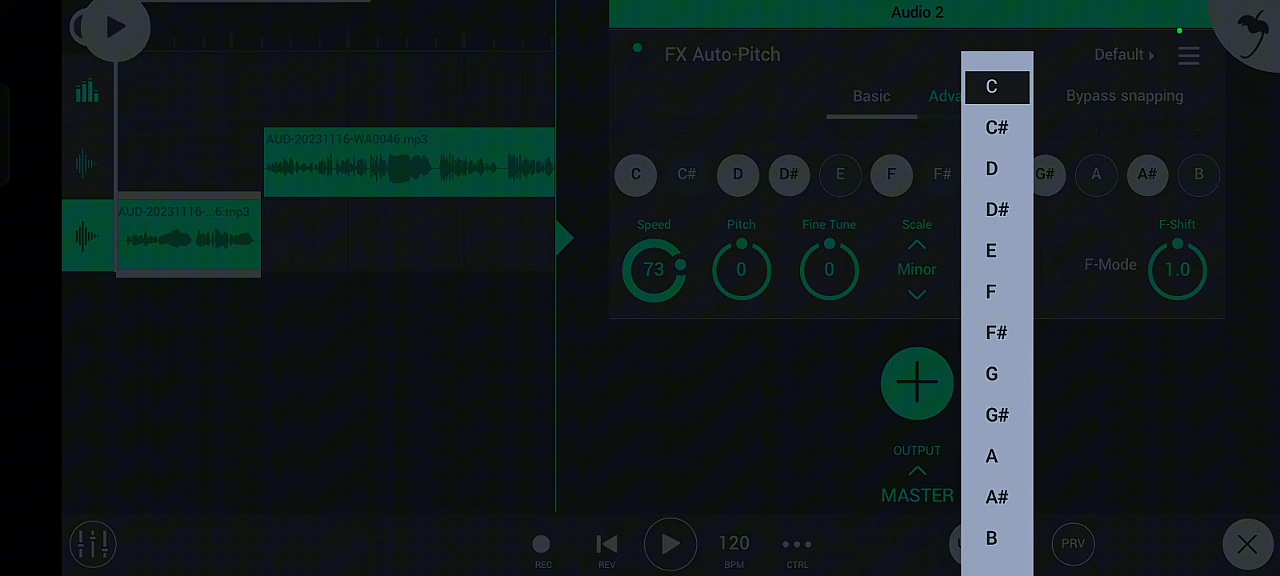 Audio 2
FX Auto-Pitch
Default
Basic
Adva
Bypass snapping
AUD-20231116-WA0046.mp3
AUD-20231116-...6.mp3
C C# D D# E F F# G# A A# B
Speed Pitch Fine Tune Scale F-Shift
73 0 0 Minor F-Mode 1.0
C
C#
D
D#
E
F
F#
G
G#
A
A#
B
OUTPUT
MASTER
120
PRV
REC REV BPM CTRL